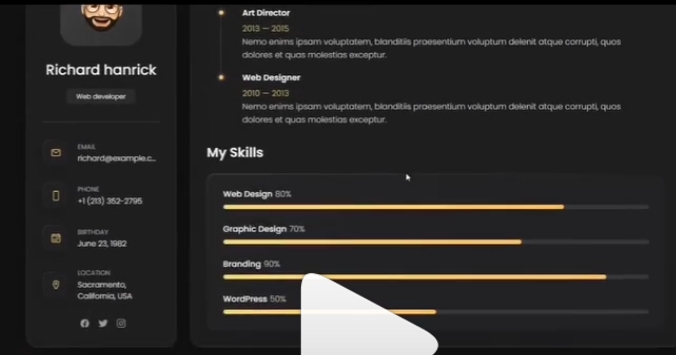 Richard hanrick
Web developer
EMAIL
richard@example.c...
PHONE
+1 (213) 352-2795
BIRTHDAY
June 23, 1982
LOCATION
Sacramento,
California, USA
Art Director
2013 — 2015
Nemo enims ipsam voluptatem, blanditiis praesentium voluptum delenit atque corrupti, quos
dolores et quas molestias exceptur.
Web Designer
2010 — 2013
Nemo enims ipsam voluptatem, blanditiis praesentium voluptum delenit atque corrupti, quos
dolores et quas molestias exceptur.
My Skills
Web Design 80%
Graphic Design 70%
Branding 90%
WordPress 50%